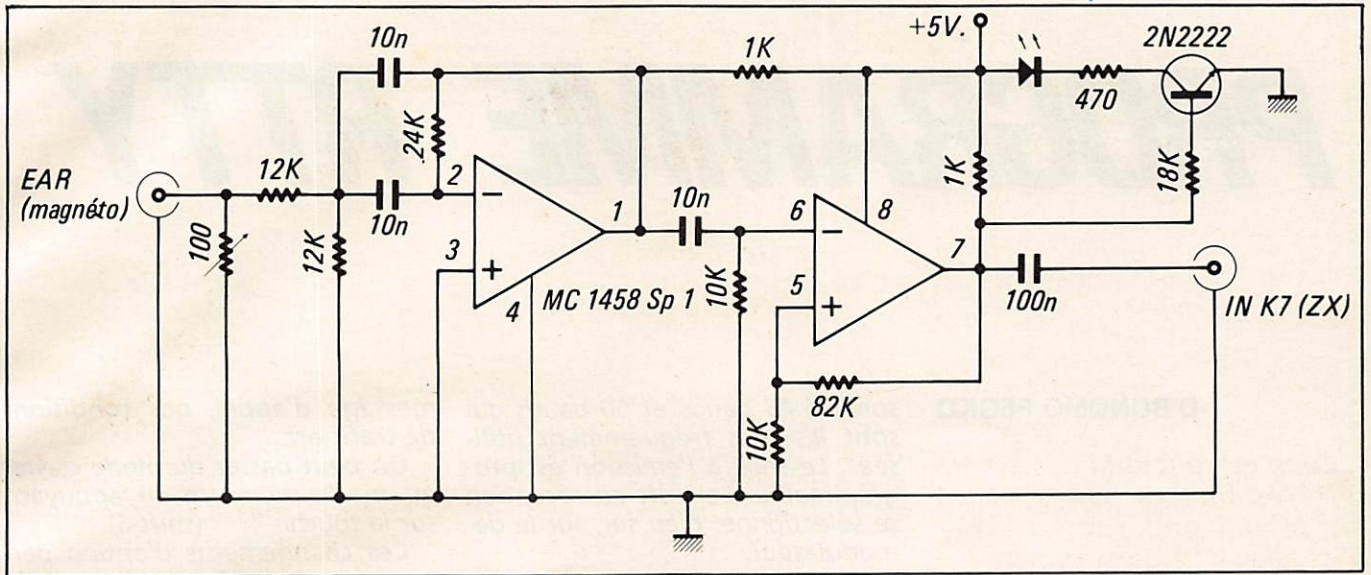 10n
1K
+5V.
2N2222
470
24K
EAR
(magnéto)
12K
10n
2
1
10n
6
8
1K
18K
100
12K
3
4
MC 1458 Sp 1
10K
5
7
100n
IN K7 (ZX)
82K
10K